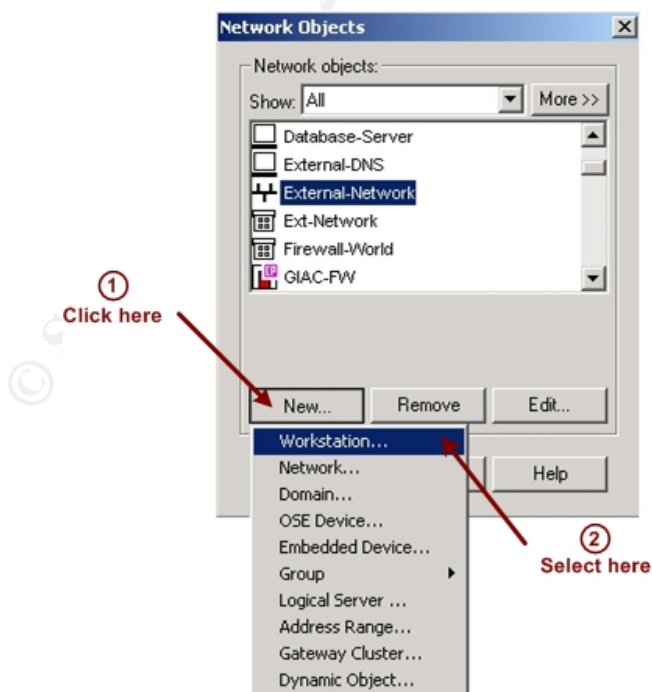 Network Objects
Network objects:
Show: All
More >>
Database-Server
External-DNS
External-Network
Ext-Network
Firewall-World
GIAC-FW
1
Click here
New...
Remove
Edit...
Workstation...
Network...
Domain...
OSE Device...
Embedded Device...
Group
Logical Server ...
Address Range...
Gateway Cluster...
Dynamic Object...
Help
2
Select here
©